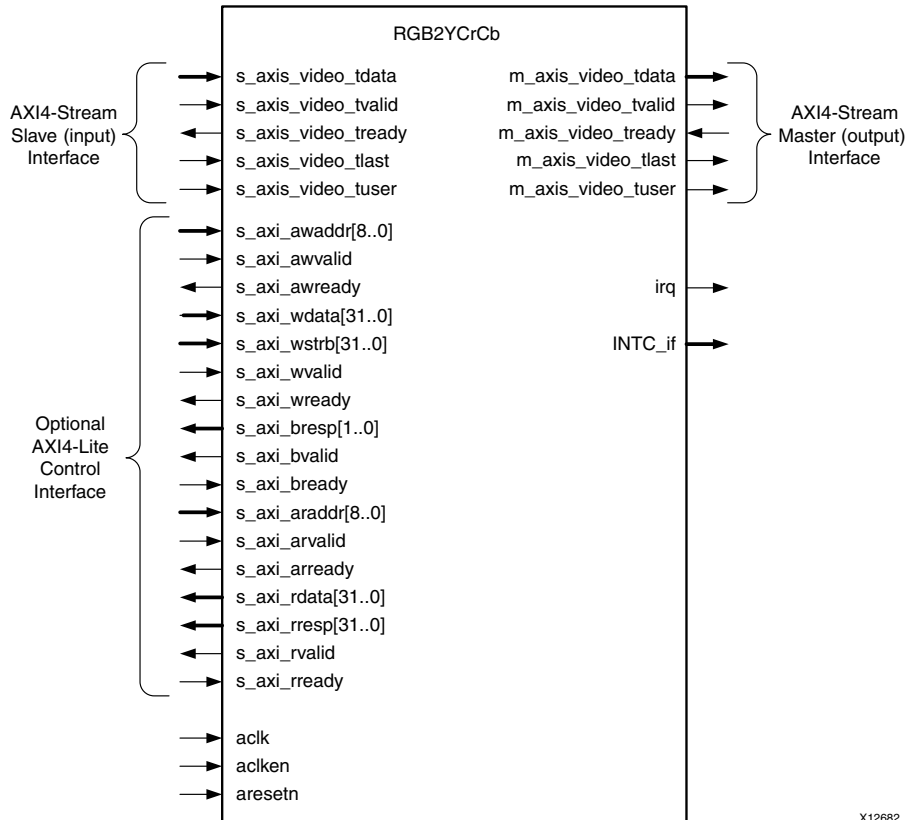 RGB2YCrCb
AXI4-Stream
Slave (input)
Interface
s_axis_video_tdata
s_axis_video_tvalid
s_axis_video_tready
s_axis_video_tlast
s_axis_video_tuser
m_axis_video_tdata
m_axis_video_tvalid
m_axis_video_tready
m_axis_video_tlast
m_axis_video_tuser
AXI4-Stream
Master (output)
Interface
Optional
AXI4-Lite
Control
Interface
s_axi_awaddr[8..0]
s_axi_awvalid
s_axi_awready
s_axi_wdata[31..0]
s_axi_wstrb[31..0]
s_axi_wvalid
s_axi_wready
s_axi_bresp[1..0]
s_axi_bvalid
s_axi_bready
s_axi_araddr[8..0]
s_axi_arvalid
s_axi_arready
s_axi_rdata[31..0]
s_axi_rresp[31..0]
s_axi_rvalid
s_axi_rready
irq
INTC_if
aclk
aclken
aresetn
X12682